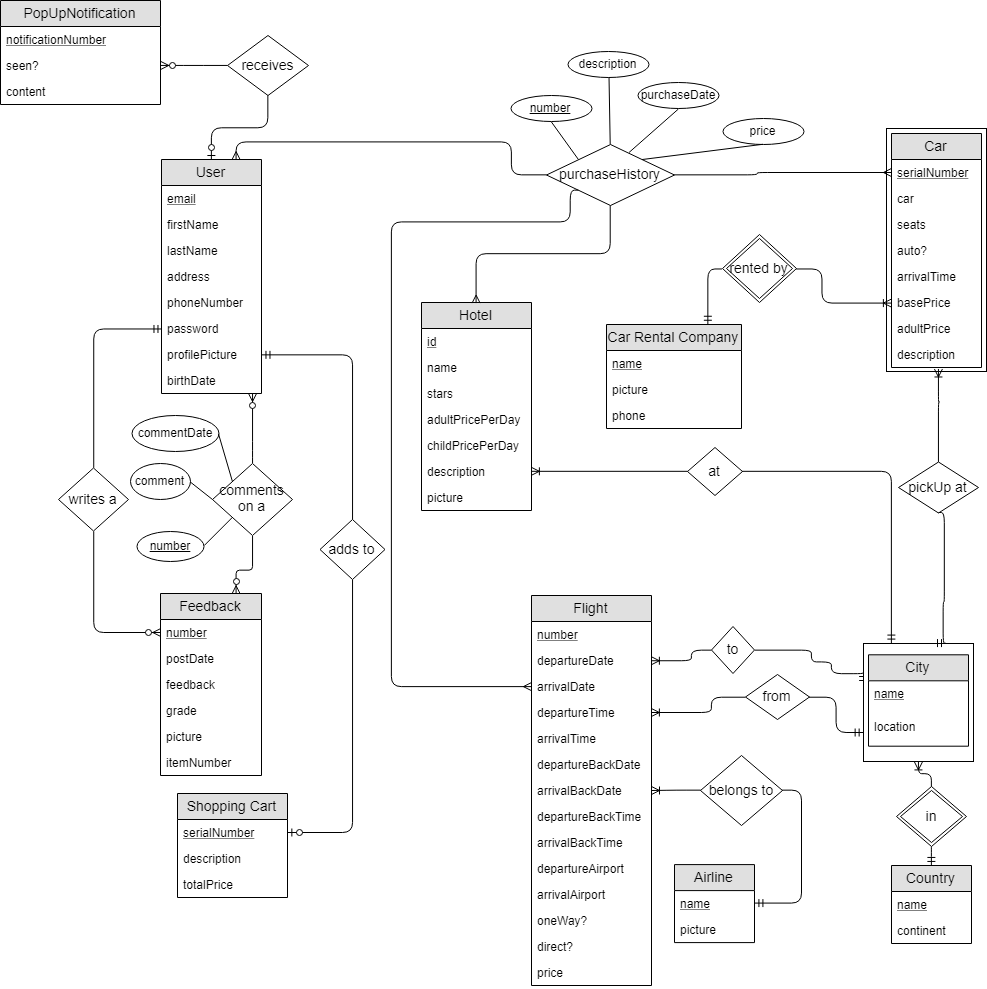 PopUpNotification
notificationNumber
seen?
content
receives
description
number
purchaseDate
price
purchaseHistory
User
email
firstName
lastName
address
phoneNumber
password
profilePicture
birthDate
Car
serialNumber
car
seats
auto?
arrivalTime
basePrice
adultPrice
description
rented by
Car Rental Company
name
picture
phone
Hotel
id
name
stars
adultPricePerDay
childPricePerDay
description
picture
at
pickUp at
commentDate
comment
number
comments
on a
writes a
adds to
Feedback
number
postDate
feedback
grade
picture
itemNumber
Shopping Cart
serialNumber
description
totalPrice
Flight
number
departureDate
arrivalDate
departureTime
arrivalTime
departureBackDate
arrivalBackDate
departureBackTime
arrivalBackTime
departureAirport
arrivalAirport
oneWay?
direct?
price
to
from
belongs to
City
name
location
in
Airline
name
picture
Country
name
continent